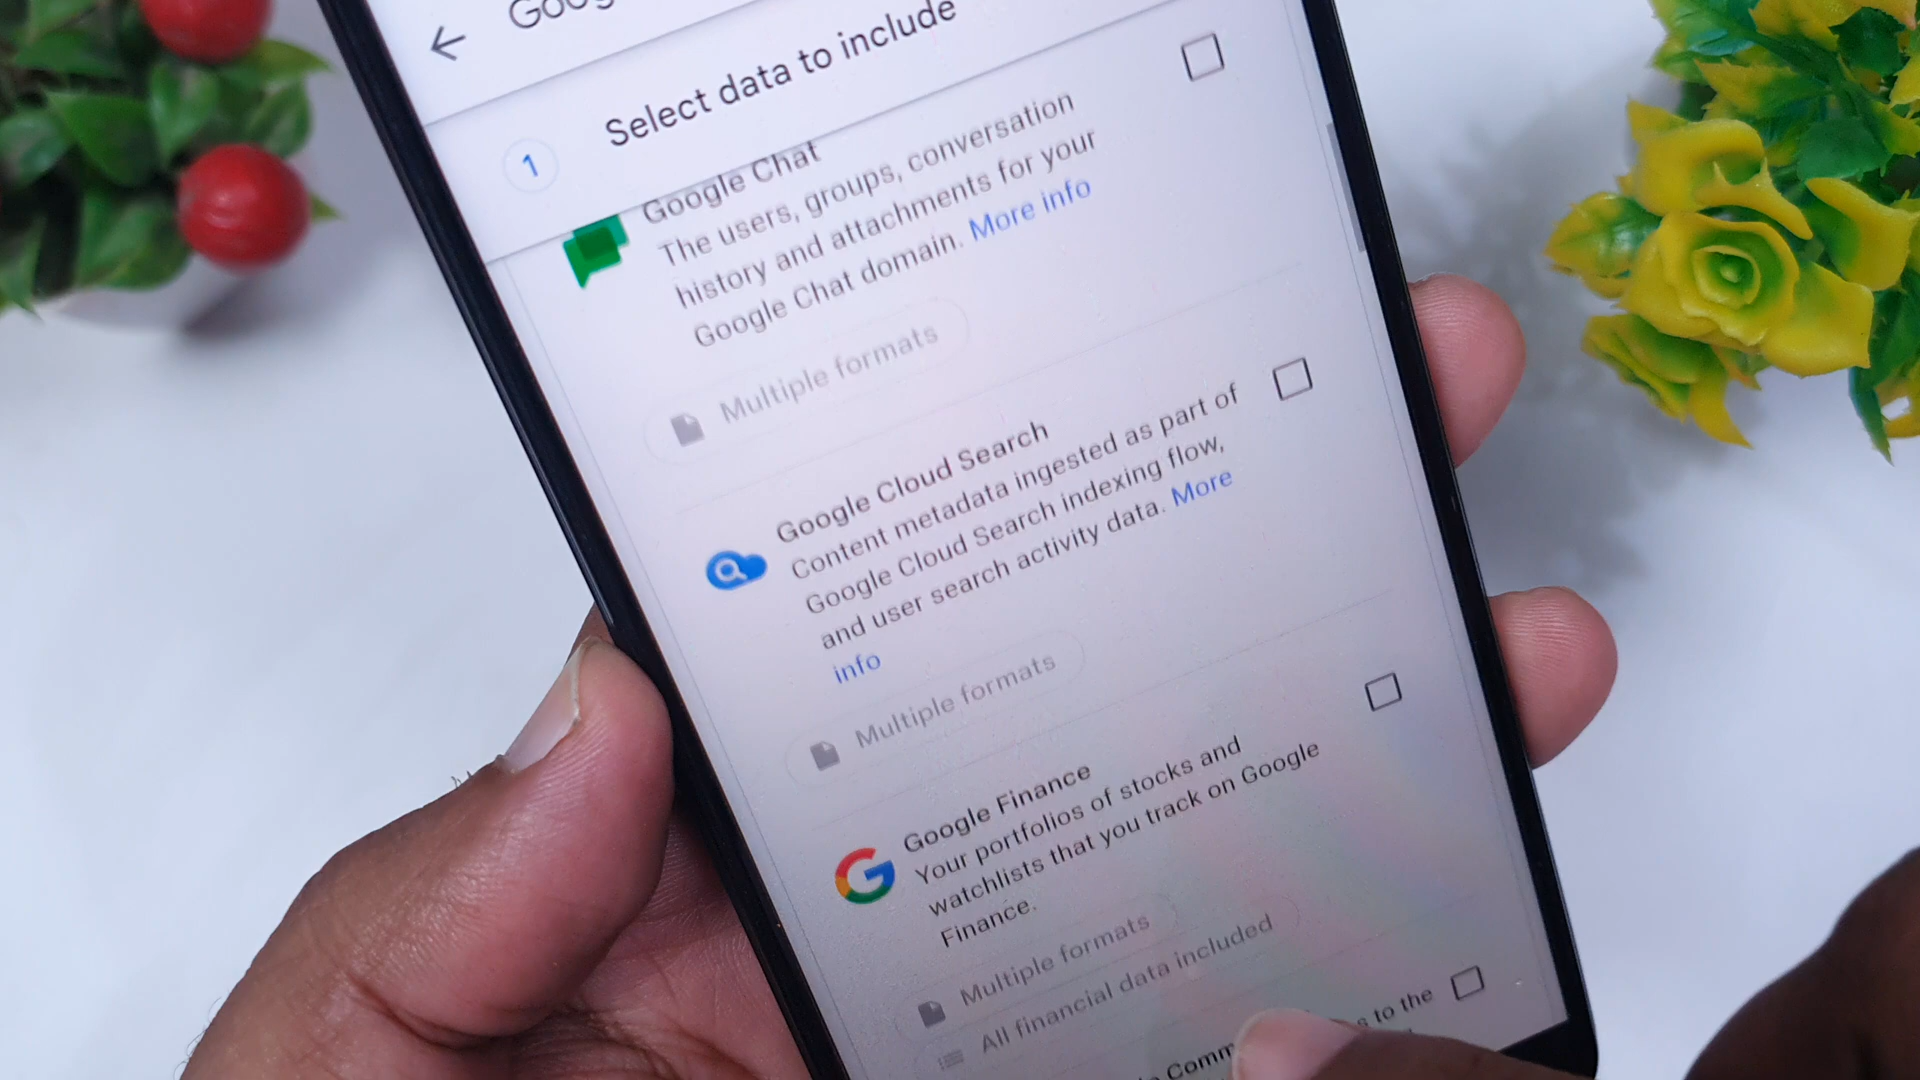 Select data to include
1
Google Chat
The users, groups, conversation
history and attachments for your
Google Chat domain. More info
Multiple formats
Google Cloud Search
Content metadata ingested as part of
Google Cloud Search indexing flow,
and user search activity data. More
info
Multiple formats
Google Finance
Your portfolios of stocks and
watchlists that you track on Google
Finance.
Multiple formats
All financial data included
to the